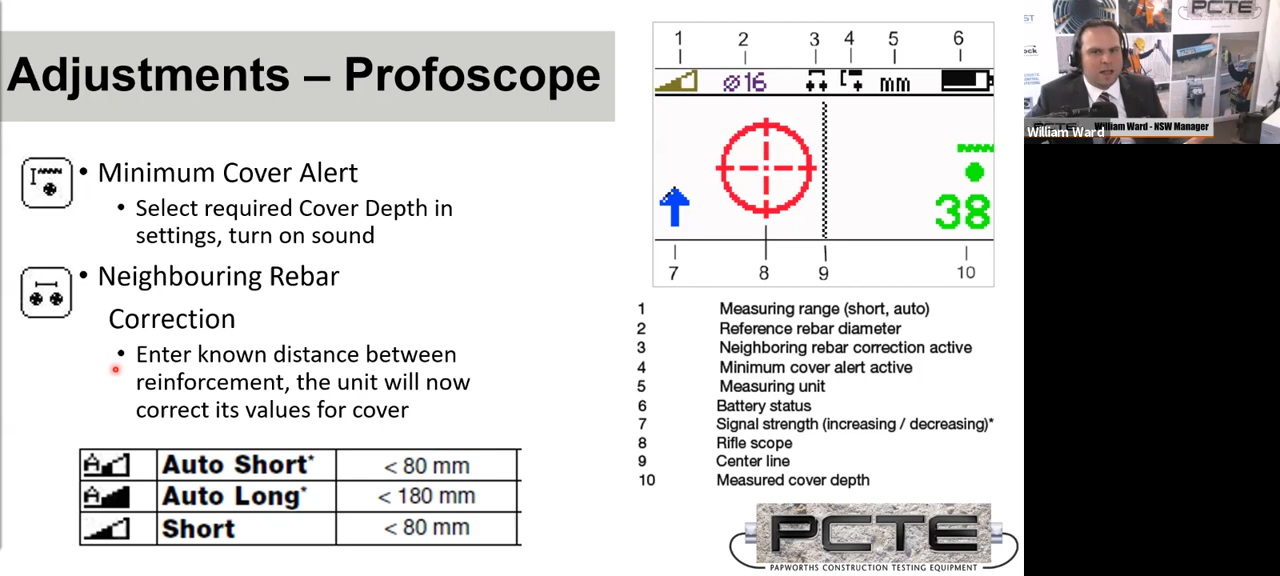 Adjustments – Profoscope
• Minimum Cover Alert
• Select required Cover Depth in
settings, turn on sound
• Neighbouring Rebar
Correction
• Enter known distance between
reinforcement, the unit will now
correct its values for cover
A Auto Short* < 80 mm
A Auto Long* < 180 mm
Short < 80 mm
1 2 3 4 5 6
⌀16 mm
38
7 8 9 10
1 Measuring range (short, auto)
2 Reference rebar diameter
3 Neighboring rebar correction active
4 Minimum cover alert active
5 Measuring unit
6 Battery status
7 Signal strength (increasing / decreasing)*
8 Rifle scope
9 Center line
10 Measured cover depth
PCTE
PAPWORTHS CONSTRUCTION TESTING EQUIPMENT
PCTE
William Ward - NSW Manager
William Ward